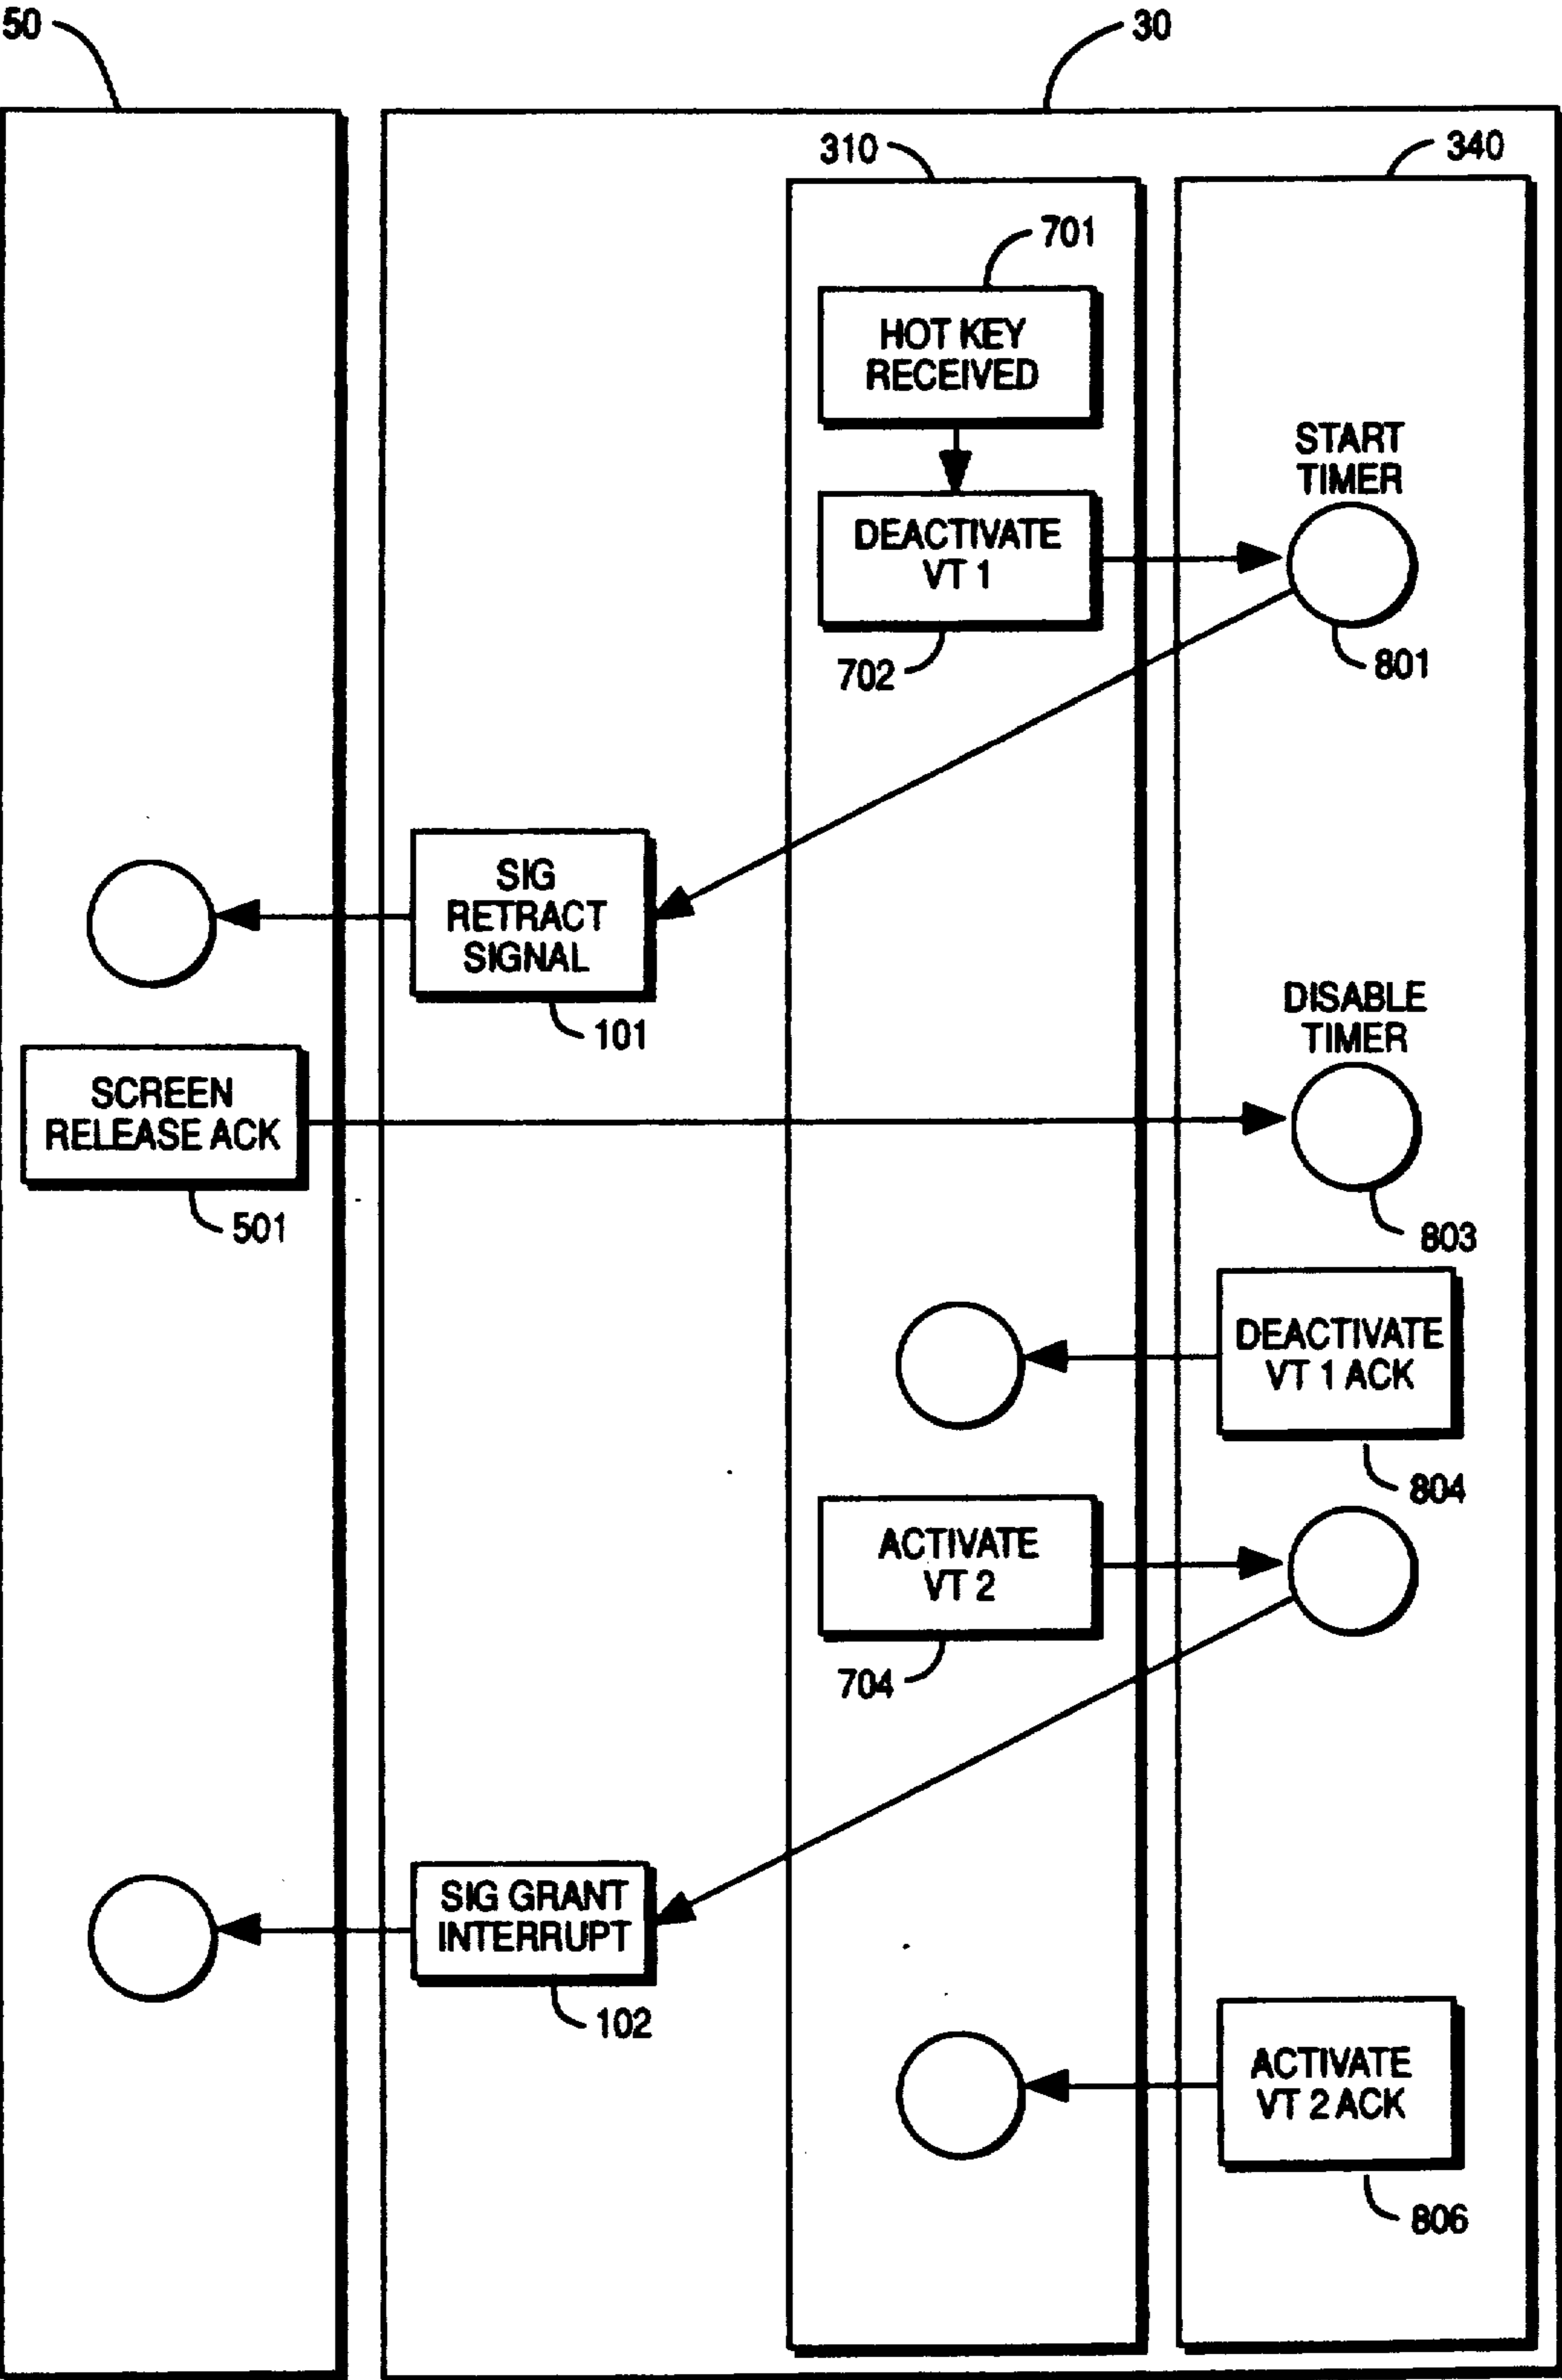 50
30
310
340
701
HOT KEY
RECEIVED
START
TIMER
DEACTIVATE
VT 1
702
801
SIG
RETRACT
SIGNAL
101
DISABLE
TIMER
SCREEN
RELEASE ACK
501
803
DEACTIVATE
VT 1 ACK
804
ACTIVATE
VT 2
704
SIG GRANT
INTERRUPT
102
ACTIVATE
VT 2 ACK
806